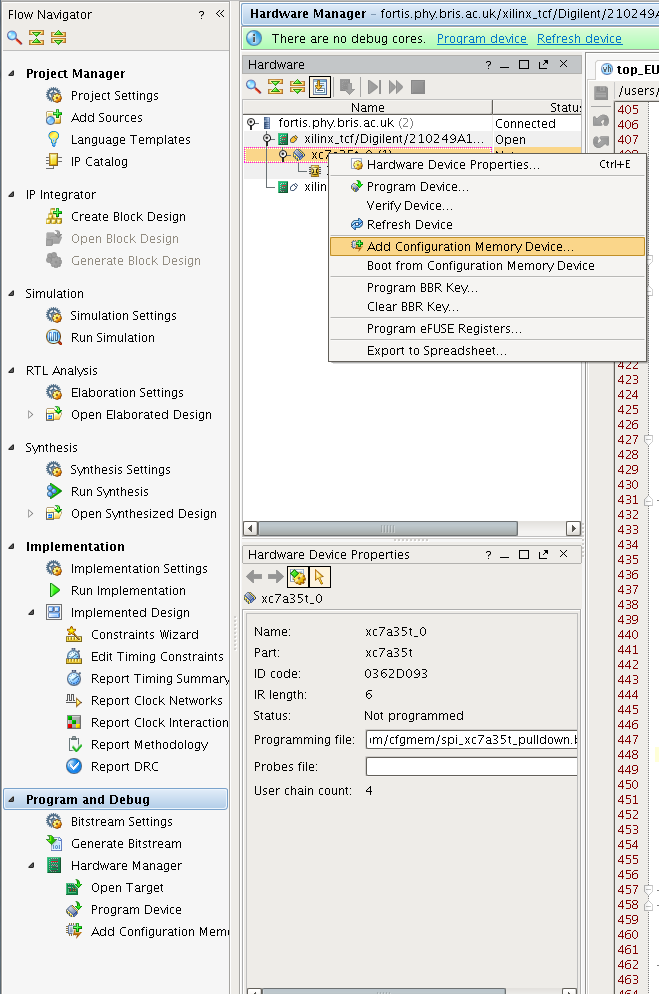 Flow Navigator
?
Project Manager
Project Settings
Add Sources
Language Templates
IP Catalog
IP Integrator
Create Block Design
Open Block Design
Generate Block Design
Simulation
Simulation Settings
Run Simulation
RTL Analysis
Elaboration Settings
Open Elaborated Design
Synthesis
Synthesis Settings
Run Synthesis
Open Synthesized Design
Implementation
Implementation Settings
Run Implementation
Implemented Design
Constraints Wizard
Edit Timing Constraints
Report Timing Summary
Report Clock Networks
Report Clock Interaction
Report Methodology
Report DRC
Program and Debug
Bitstream Settings
Generate Bitstream
Hardware Manager
Open Target
Program Device
Add Configuration Mem
Hardware Manager – fortis.phy.bris.ac.uk/xilinx_tcf/Digilent/210249
There are no debug cores. Program device Refresh device
Hardware ?
Name Status
fortis.phy.bris.ac.uk (2) Connected
xilinx_tcf/Digilent/210249A1... Open
xc7a35t_0 (1)
xilin
Hardware Device Properties... Ctrl+E
Program Device...
Verify Device...
Refresh Device
Add Configuration Memory Device...
Boot from Configuration Memory Device
Program BBR Key...
Clear BBR Key...
Program eFUSE Registers...
Export to Spreadsheet...
Hardware Device Properties ?
xc7a35t_0
Name: xc7a35t_0
Part: xc7a35t
ID code: 0362D093
IR length: 6
Status: Not programmed
Programming file: m/cfgmem/spi_xc7a35t_pulldown.b
Probes file:
User chain count: 4
top_EU
/users/
405
406
407
422
423
424
425
426
427
428
429
430
431
432
433
434
435
436
437
438
439
440
441
442
443
444
445
446
447
448
449
450
451
452
453
454
455
456
457
458
459
460
461
462
463
464